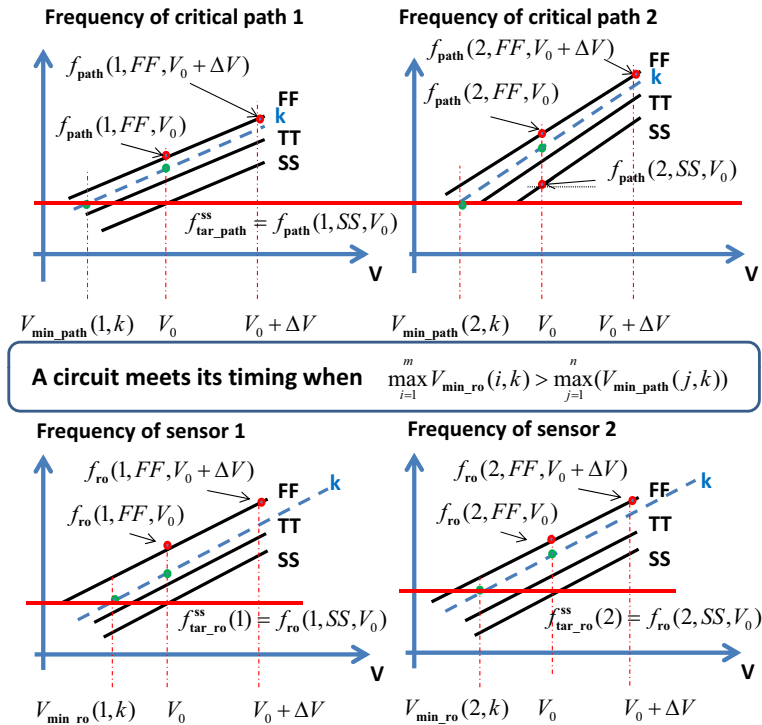 Frequency of critical path 1
f_path(1, FF, V_0 + ΔV)
f_path(1, FF, V_0)
FF
k
TT
SS
f^ss_tar_path = f_path(1, SS, V_0)
V
V_min_path(1, k) V_0 V_0 + ΔV
Frequency of critical path 2
f_path(2, FF, V_0 + ΔV)
f_path(2, FF, V_0)
FF
k
TT
SS
f_path(2, SS, V_0)
V
V_min_path(2, k) V_0 V_0 + ΔV
A circuit meets its timing when max_{i=1}^{m} V_min_ro(i, k) > max_{j=1}^{n}(V_min_path(j, k))
Frequency of sensor 1
f_ro(1, FF, V_0 + ΔV)
f_ro(1, FF, V_0)
k
FF
TT
SS
f^ss_tar_ro(1) = f_ro(1, SS, V_0)
V
V_min_ro(1, k) V_0 V_0 + ΔV
Frequency of sensor 2
f_ro(2, FF, V_0 + ΔV)
f_ro(2, FF, V_0)
k
FF
TT
SS
f^ss_tar_ro(2) = f_ro(2, SS, V_0)
V
V_min_ro(2, k) V_0 V_0 + ΔV